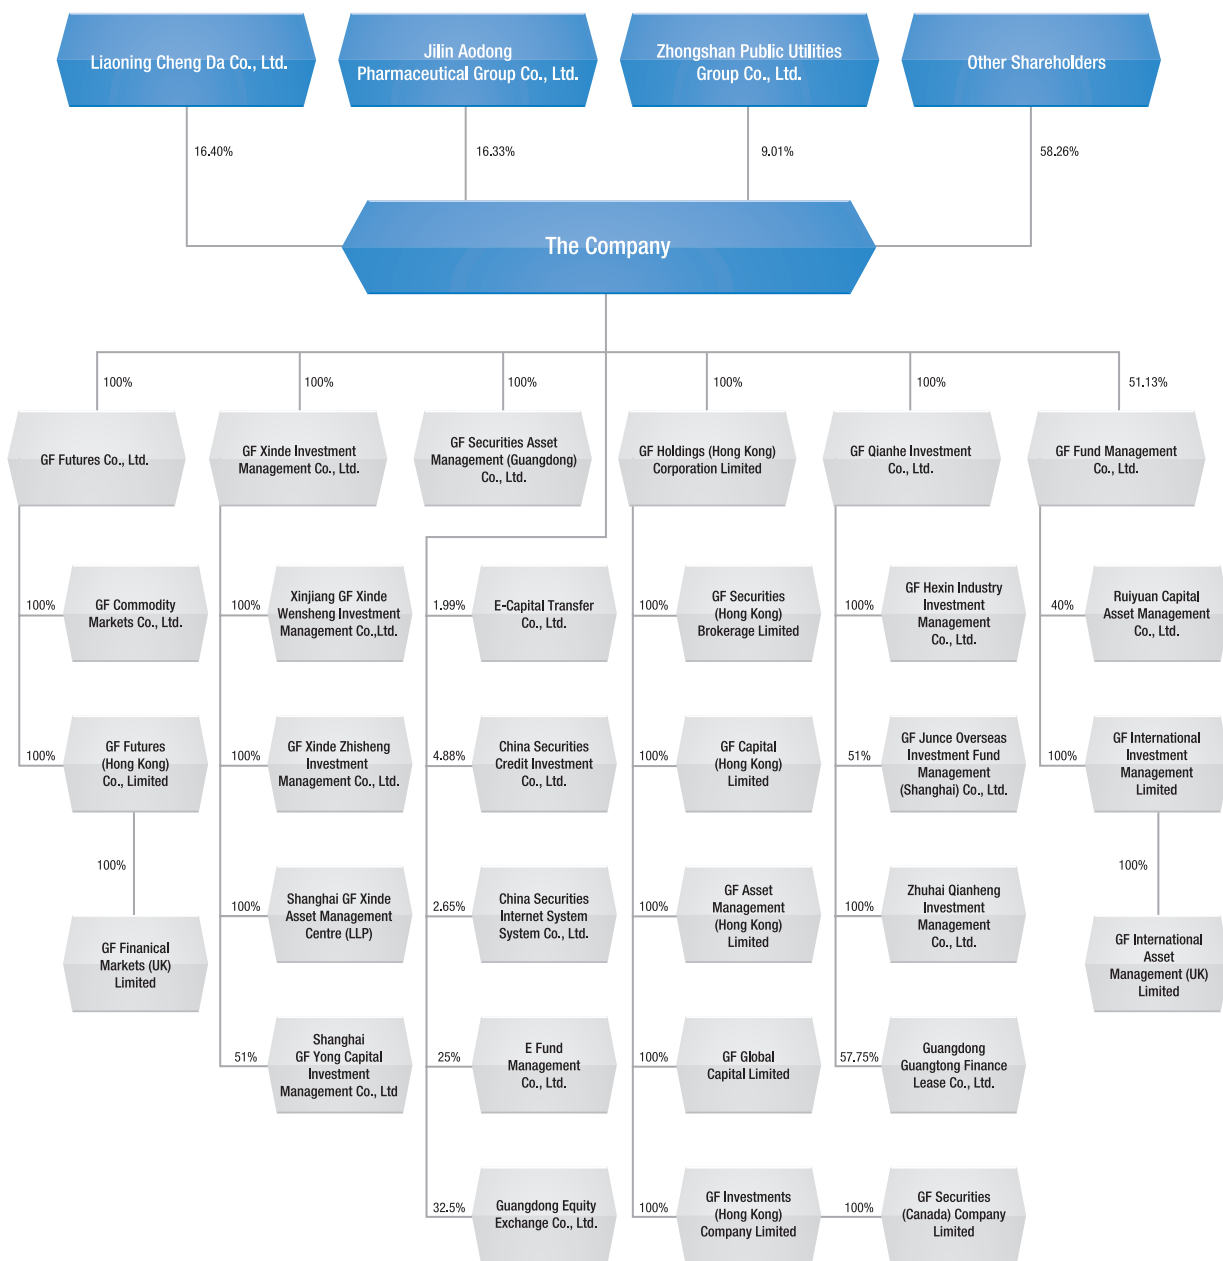 Liaoning Cheng Da Co., Ltd.
Jilin Aodong
Pharmaceutical Group Co., Ltd.
Zhongshan Public Utilities
Group Co., Ltd.
Other Shareholders
16.40%
16.33%
9.01%
58.26%
The Company
100%
100%
100%
100%
100%
51.13%
GF Futures Co., Ltd.
GF Xinde Investment
Management Co., Ltd.
GF Securities Asset
Management (Guangdong)
Co., Ltd.
GF Holdings (Hong Kong)
Corporation Limited
GF Qianhe Investment
Co., Ltd.
GF Fund Management
Co., Ltd.
100%
GF Commodity
Markets Co., Ltd.
100%
Xinjiang GF Xinde
Wensheng Investment
Management Co.,Ltd.
1.99%
E-Capital Transfer
Co., Ltd.
100%
GF Securities
(Hong Kong)
Brokerage Limited
100%
GF Hexin Industry
Investment
Management
Co., Ltd.
40%
Ruiyuan Capital
Asset Management
Co., Ltd.
100%
GF Futures
(Hong Kong)
Co., Limited
100%
GF Xinde Zhisheng
Investment
Management Co., Ltd.
4.88%
China Securities
Credit Investment
Co., Ltd.
100%
GF Capital
(Hong Kong)
Limited
51%
GF Junce Overseas
Investment Fund
Management
(Shanghai) Co., Ltd.
100%
GF International
Investment
Management
Limited
100%
GF Finanical
Markets (UK)
Limited
100%
Shanghai GF Xinde
Asset Management
Centre (LLP)
2.65%
China Securities
Internet System
System Co., Ltd.
100%
GF Asset
Management
(Hong Kong)
Limited
100%
Zhuhai Qianheng
Investment
Management
Co., Ltd.
100%
GF International
Asset
Management (UK)
Limited
51%
Shanghai
GF Yong Capital
Investment
Management Co., Ltd
25%
E Fund
Management
Co., Ltd.
100%
GF Global
Capital Limited
57.75%
Guangdong
Guangtong Finance
Lease Co., Ltd.
32.5%
Guangdong Equity
Exchange Co., Ltd.
100%
GF Investments
(Hong Kong)
Company Limited
100%
GF Securities
(Canada) Company
Limited